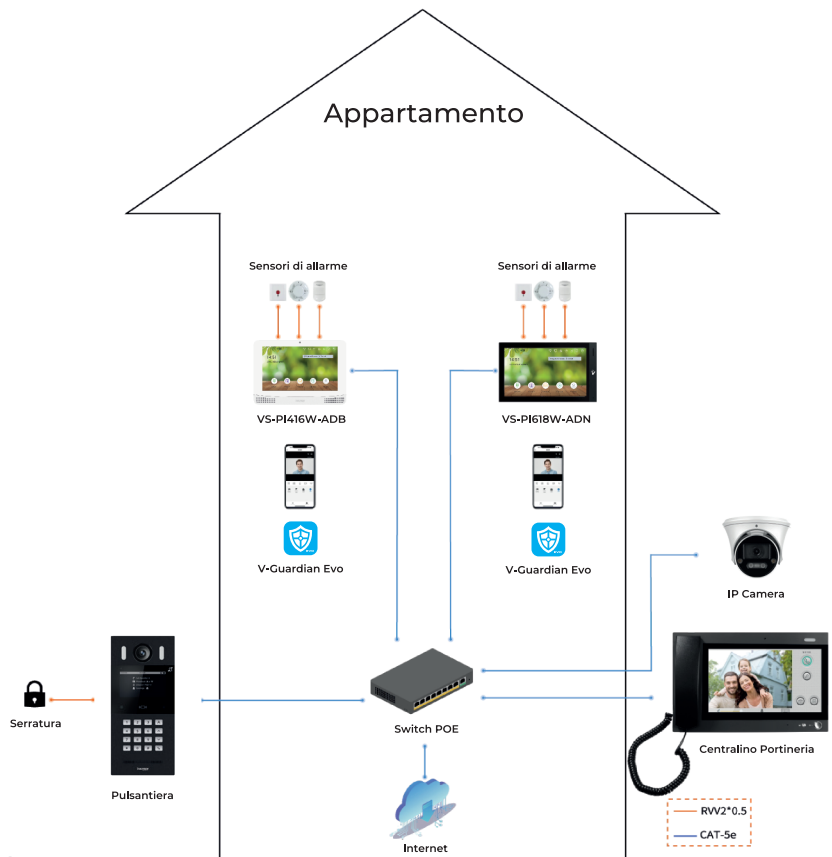 Appartamento
Sensori di allarme
Sensori di allarme
VS-PI416W-ADB
VS-PI618W-ADN
V-Guardian Evo
V-Guardian Evo
IP Camera
Serratura
Pulsantiera
Switch POE
Internet
Centralino Portineria
RVV2*0.5
CAT-5e